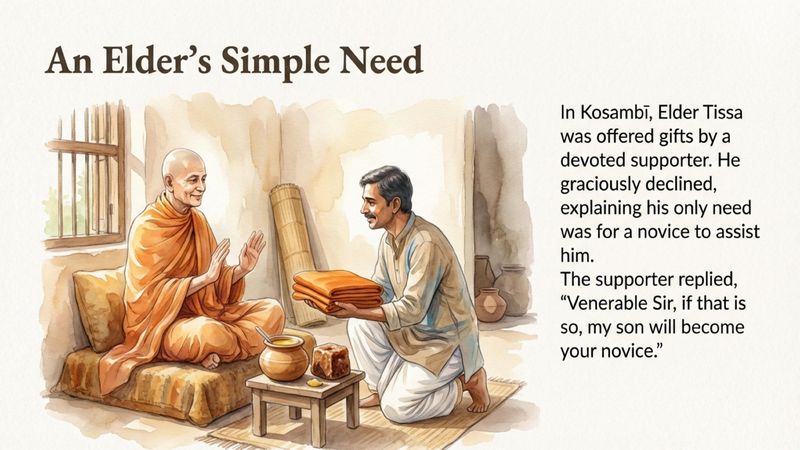 An Elder’s Simple Need
In Kosambī, Elder Tissa
was offered gifts by a
devoted supporter. He
graciously declined,
explaining his only need
was for a novice to assist
him.
The supporter replied,
“Venerable Sir, if that is
so, my son will become
your novice.”